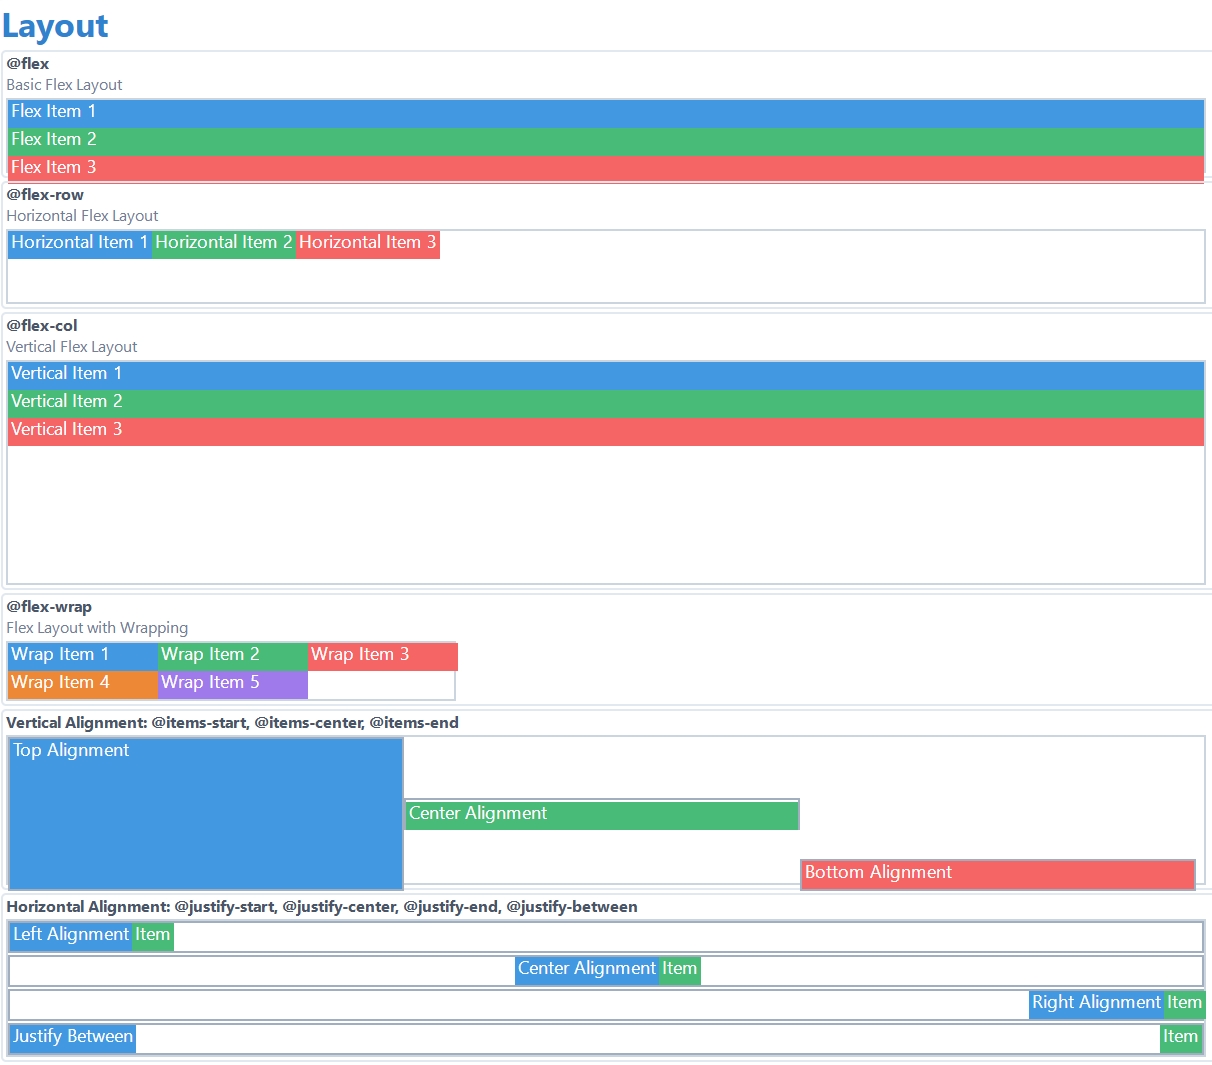 Layout
@flex
Basic Flex Layout
Flex Item 1
Flex Item 2
Flex Item 3
@flex-row
Horizontal Flex Layout
Horizontal Item 1 Horizontal Item 2 Horizontal Item 3
@flex-col
Vertical Flex Layout
Vertical Item 1
Vertical Item 2
Vertical Item 3
@flex-wrap
Flex Layout with Wrapping
Wrap Item 1 Wrap Item 2 Wrap Item 3
Wrap Item 4 Wrap Item 5
Vertical Alignment: @items-start, @items-center, @items-end
Top Alignment
Center Alignment
Bottom Alignment
Horizontal Alignment: @justify-start, @justify-center, @justify-end, @justify-between
Left Alignment Item
Center Alignment Item
Right Alignment Item
Justify Between Item